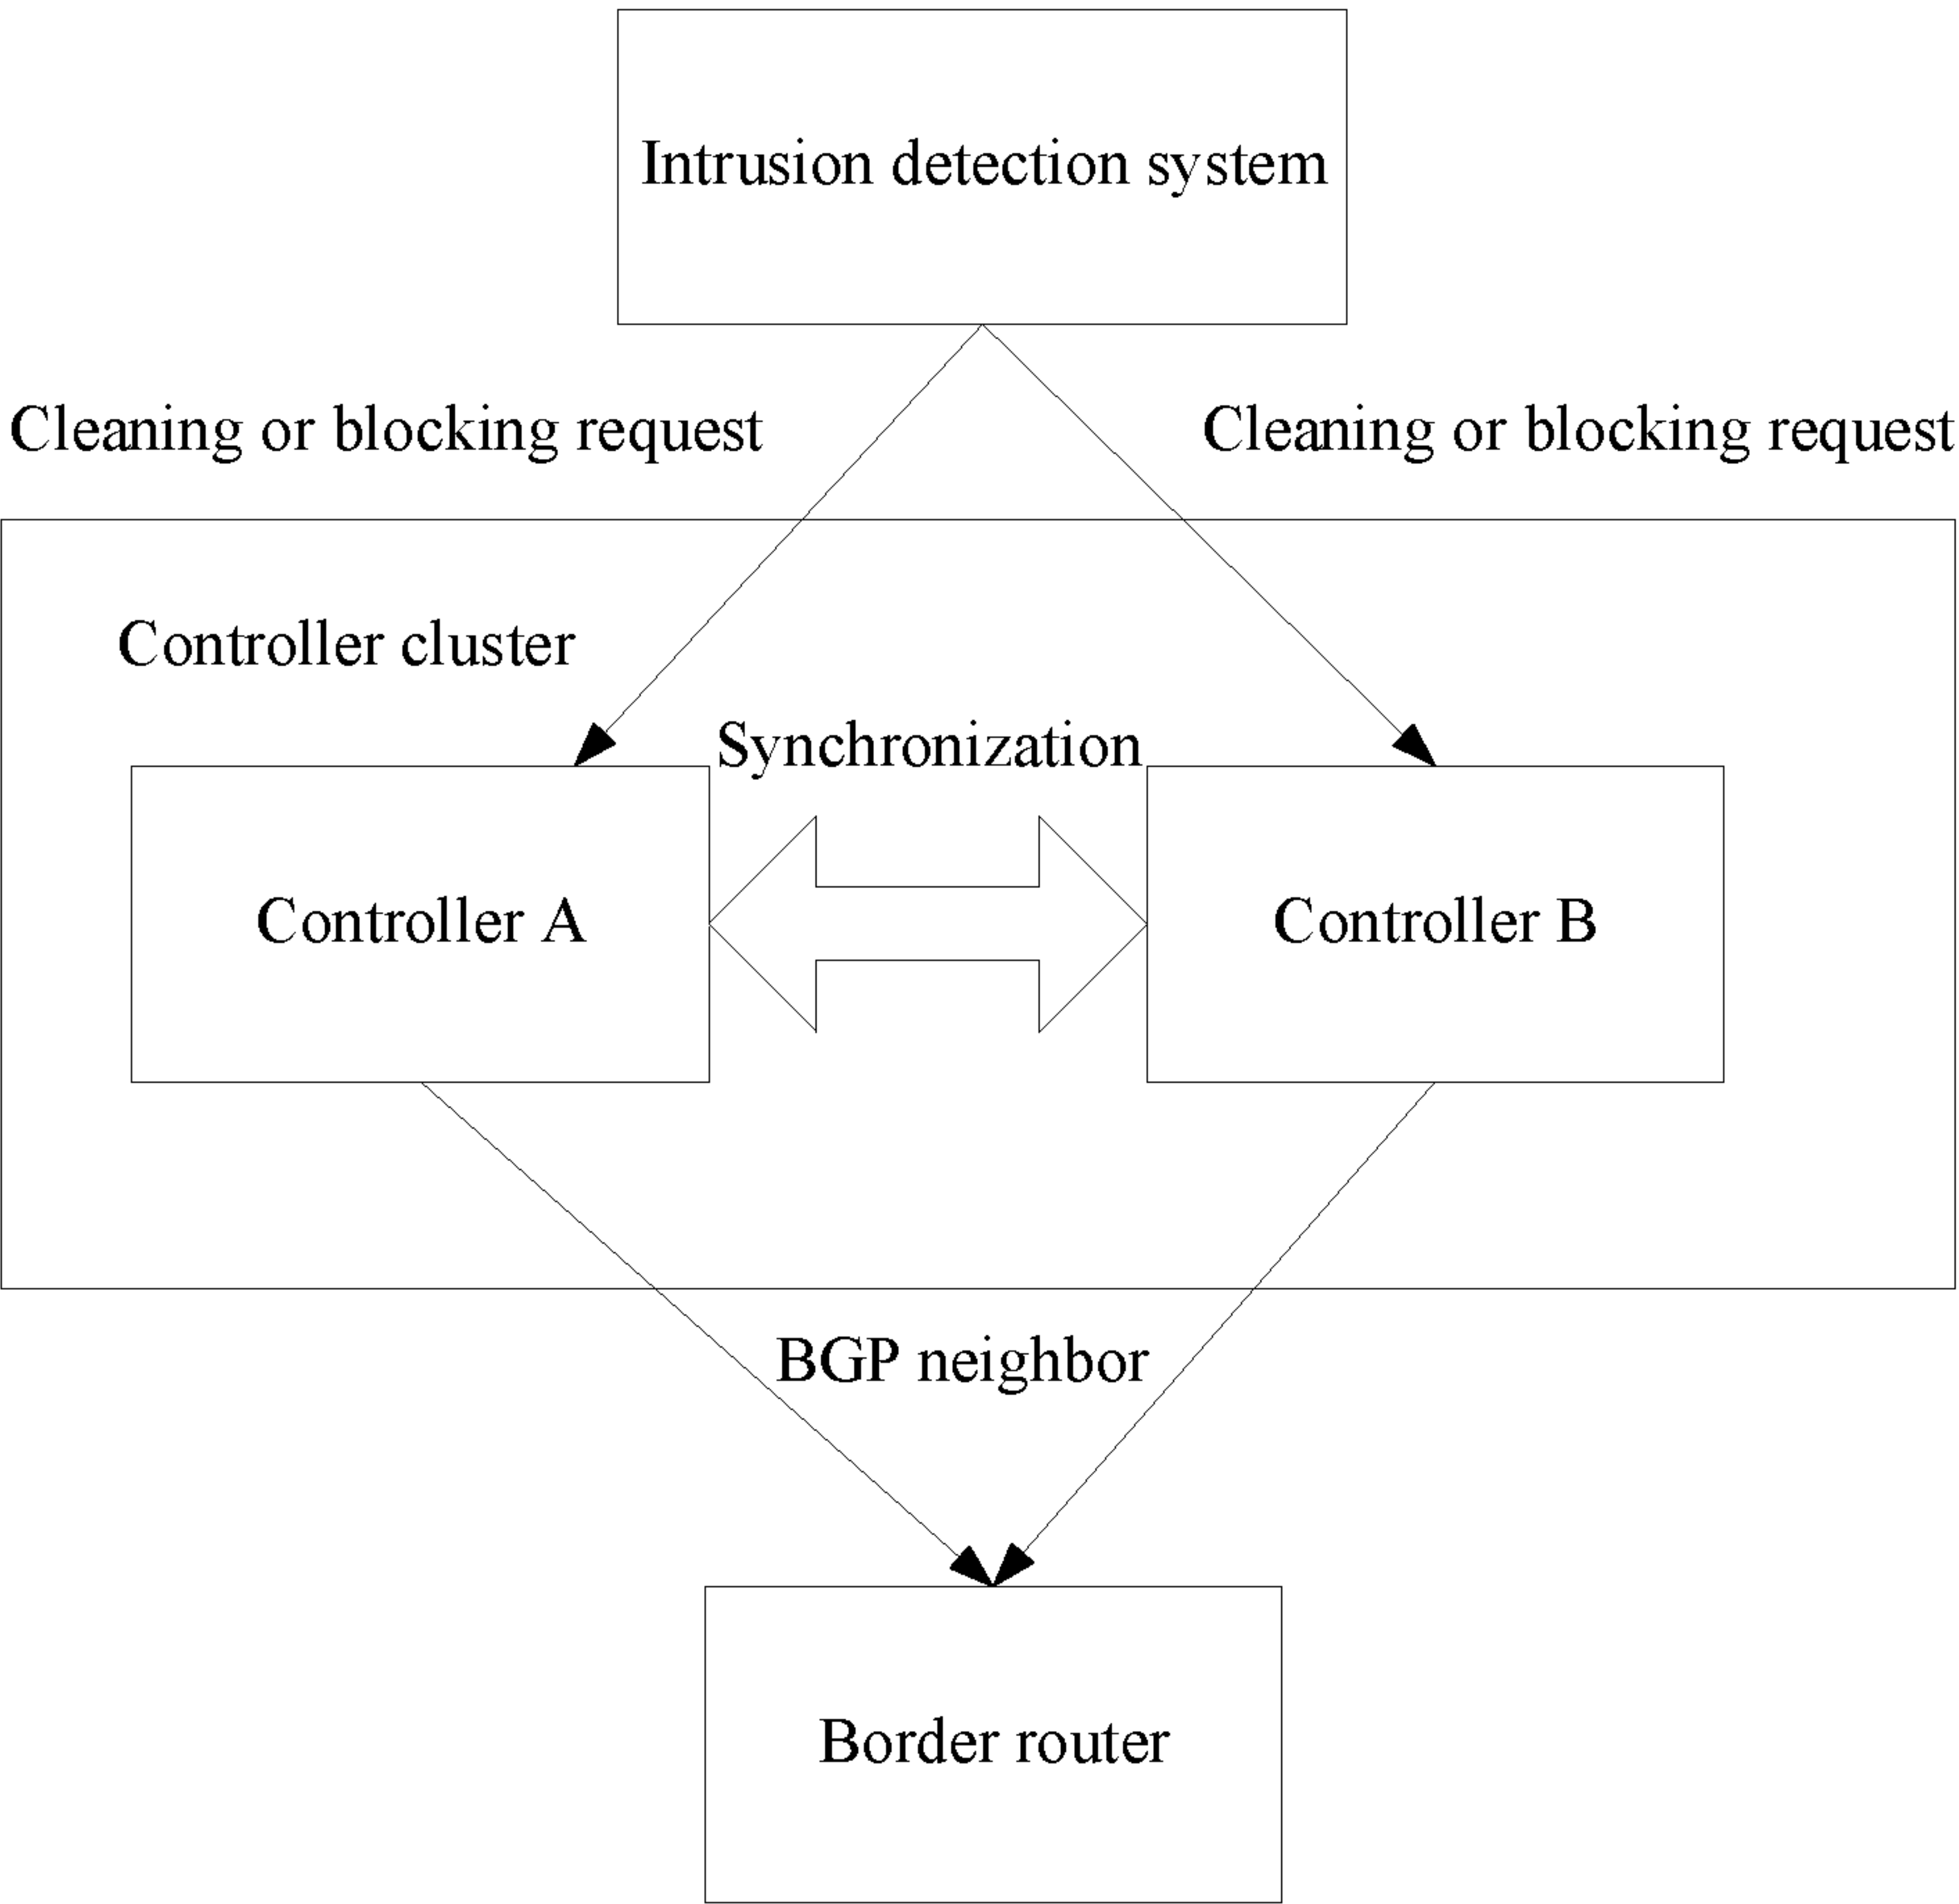 Intrusion detection system
Cleaning or blocking request
Cleaning or blocking request
Controller cluster
Synchronization
Controller A
Controller B
BGP neighbor
Border router